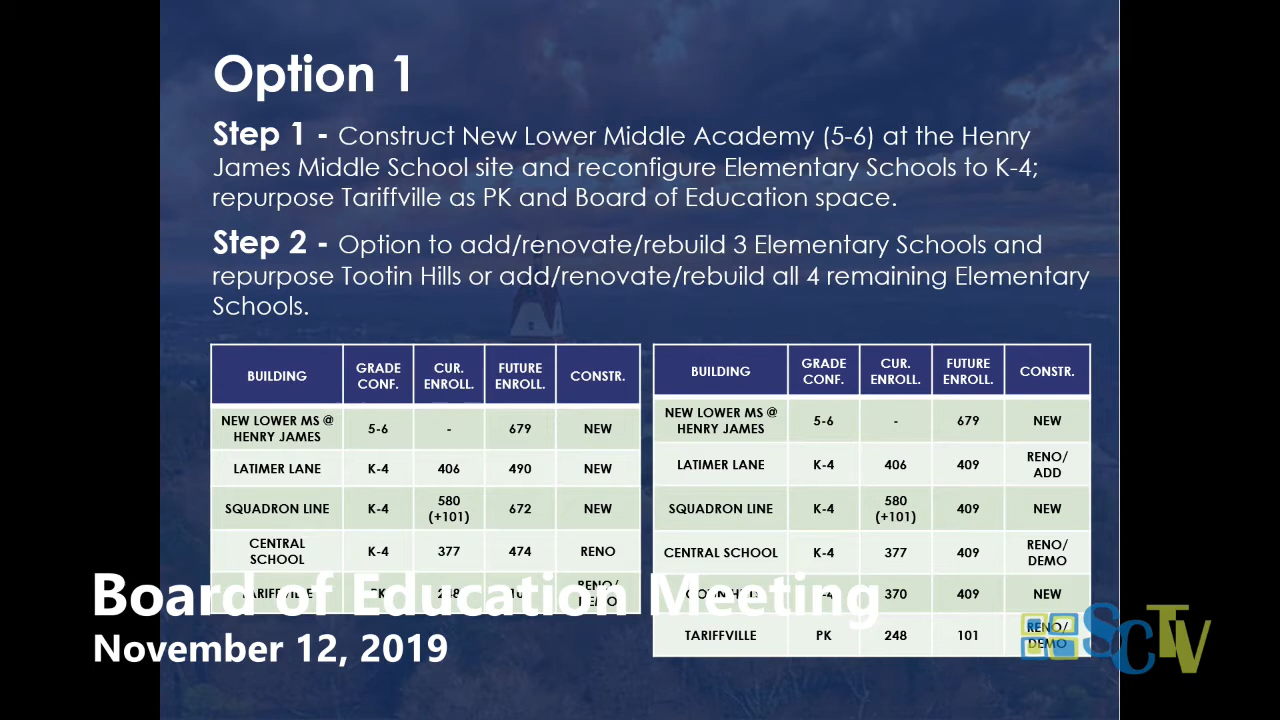 Option 1
Step 1 - Construct New Lower Middle Academy (5-6) at the Henry
James Middle School site and reconfigure Elementary Schools to K-4;
repurpose Tariffville as PK and Board of Education space.
Step 2 - Option to add/renovate/rebuild 3 Elementary Schools and
repurpose Tootin Hills or add/renovate/rebuild all 4 remaining Elementary
Schools.
BUILDING GRADE CONF. CUR. ENROLL. FUTURE ENROLL. CONSTR.
NEW LOWER MS @ HENRY JAMES 5-6 - 679 NEW
LATIMER LANE K-4 406 490 NEW
SQUADRON LINE K-4 580 (+101) 672 NEW
CENTRAL SCHOOL K-4 377 474 RENO
TARIFFVILLE PK 248 RENO/ DEMO
BUILDING GRADE CONF. CUR. ENROLL. FUTURE ENROLL. CONSTR.
NEW LOWER MS @ HENRY JAMES 5-6 - 679 NEW
LATIMER LANE K-4 406 409 RENO/ ADD
SQUADRON LINE K-4 580 (+101) 409 NEW
CENTRAL SCHOOL K-4 377 409 RENO/ DEMO
370 409 NEW
TARIFFVILLE PK 248 101 RENO/ DEMO
Board of Education Meeting
November 12, 2019
SCTV